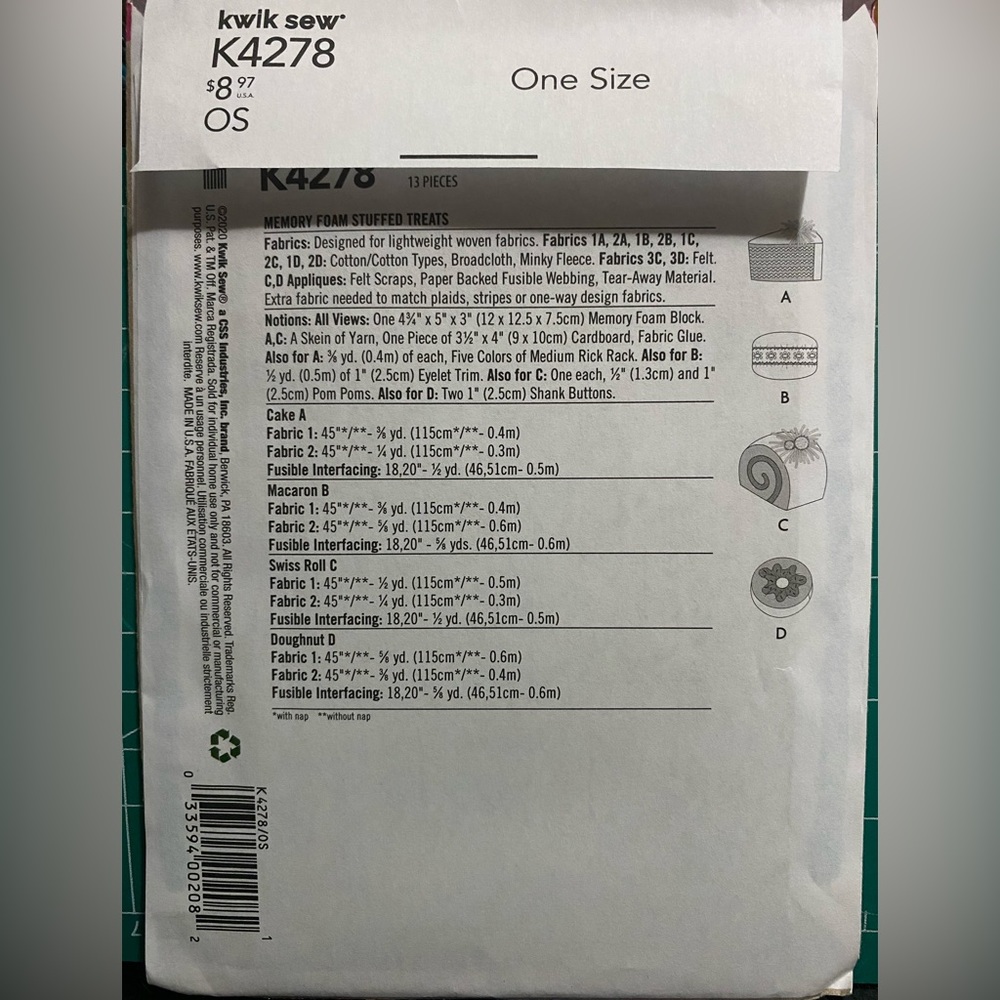 kwik sew®
K4278
$8 97
U.S.A.
OS
One Size
K4278 13 PIECES
MEMORY FOAM STUFFED TREATS
Fabrics: Designed for lightweight woven fabrics. Fabrics 1A, 2A, 1B, 2B, 1C,
2C, 1D, 2D: Cotton/Cotton Types, Broadcloth, Minky Fleece. Fabrics 3C, 3D: Felt.
C,D Appliques: Felt Scraps, Paper Backed Fusible Webbing, Tear-Away Material.
Extra fabric needed to match plaids, stripes or one-way design fabrics.
Notions: All Views: One 4¾" x 5" x 3" (12 x 12.5 x 7.5cm) Memory Foam Block.
A,C: A Skein of Yarn, One Piece of 3½" x 4" (9 x 10cm) Cardboard, Fabric Glue.
Also for A: ⅜ yd. (0.4m) of each, Five Colors of Medium Rick Rack. Also for B:
½ yd. (0.5m) of 1" (2.5cm) Eyelet Trim. Also for C: One each, ½" (1.3cm) and 1"
(2.5cm) Pom Poms. Also for D: Two 1" (2.5cm) Shank Buttons.
Cake A
Fabric 1: 45"*/**- ⅜ yd. (115cm*/**- 0.4m)
Fabric 2: 45"*/**- ¼ yd. (115cm*/**- 0.3m)
Fusible Interfacing: 18,20"- ½ yd. (46,51cm- 0.5m)
Macaron B
Fabric 1: 45"*/**- ⅜ yd. (115cm*/**- 0.4m)
Fabric 2: 45"*/**- ⅝ yd. (115cm*/**- 0.6m)
Fusible Interfacing: 18,20" - ⅝ yds. (46,51cm- 0.6m)
Swiss Roll C
Fabric 1: 45"*/**- ½ yd. (115cm*/**- 0.5m)
Fabric 2: 45"*/**- ¼ yd. (115cm*/**- 0.3m)
Fusible Interfacing: 18,20"- ½ yd. (46,51cm- 0.5m)
Doughnut D
Fabric 1: 45"*/**- ⅝ yd. (115cm*/**- 0.6m)
Fabric 2: 45"*/**- ⅜ yd. (115cm*/**- 0.4m)
Fusible Interfacing: 18,20"- ⅝ yd. (46,51cm- 0.6m)
*with nap **without nap
A
B
C
D
©2020 Kwik Sew® a CSS Industries, Inc. brand, Berwick, PA 18603. All Rights Reserved. Trademarks Reg.
U.S. Pat. & TM Off. Marca Registrada. Sold for individual home use only and not for commercial or manufacturing
purposes. www.kwiksew.com Reserve à un usage personnel. Utilisation commerciale ou industrielle strictement
interdite. MADE IN U.S.A. FABRIQUÉ AUX ETATS-UNIS.
K4278/OS
0 33594 00208 2
1